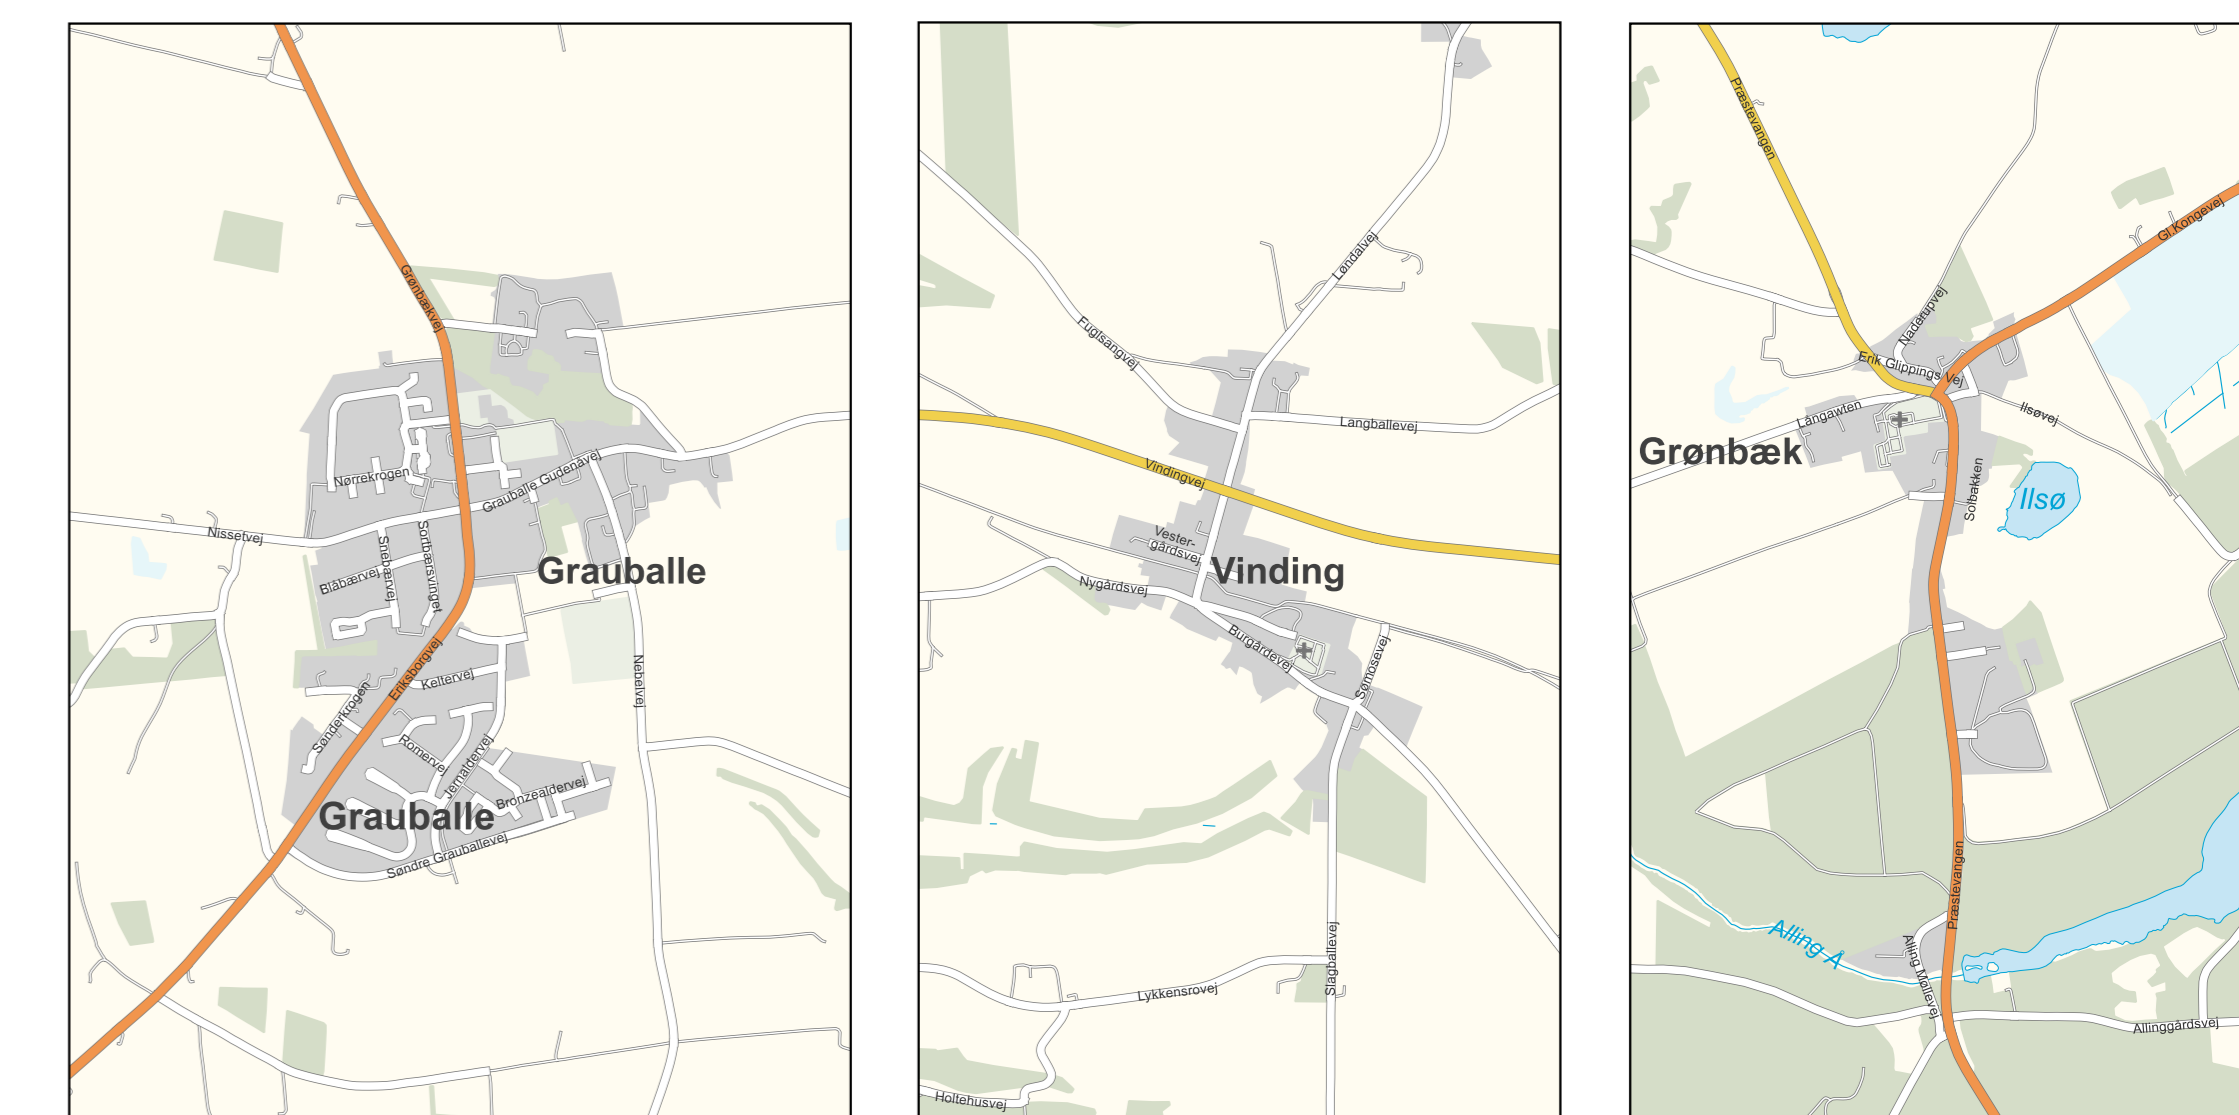 Grønbækvej
Nørrekrogen
Grauballe Gudenåvej
Nissetvej
Snebærvej
Sortbærsvinget
Blåbærvej
Grauballe
Eriksborgvej
Keltervej
Nebelvej
Sønderkrogen
Romervej
Jernaldervej
Bronzealdervej
Grauballe
Søndre Grauballevej
Løndalvej
Fuglsangvej
Langballevej
Vindingvej
Vester-
gårdsvej
Vinding
Nygårdsvej
Burgårdevej
Sømosevej
Slagballevej
Lykkensrovej
Holtehusvej
Præstevangen
Gl.Kongevej
Naderupvej
Erik Glippings Vej
Långawten
Ilsøvej
Grønbæk
Solbakken
Ilsø
Præstevangen
Alling Å
Alling Møllevej
Allinggårdsvej